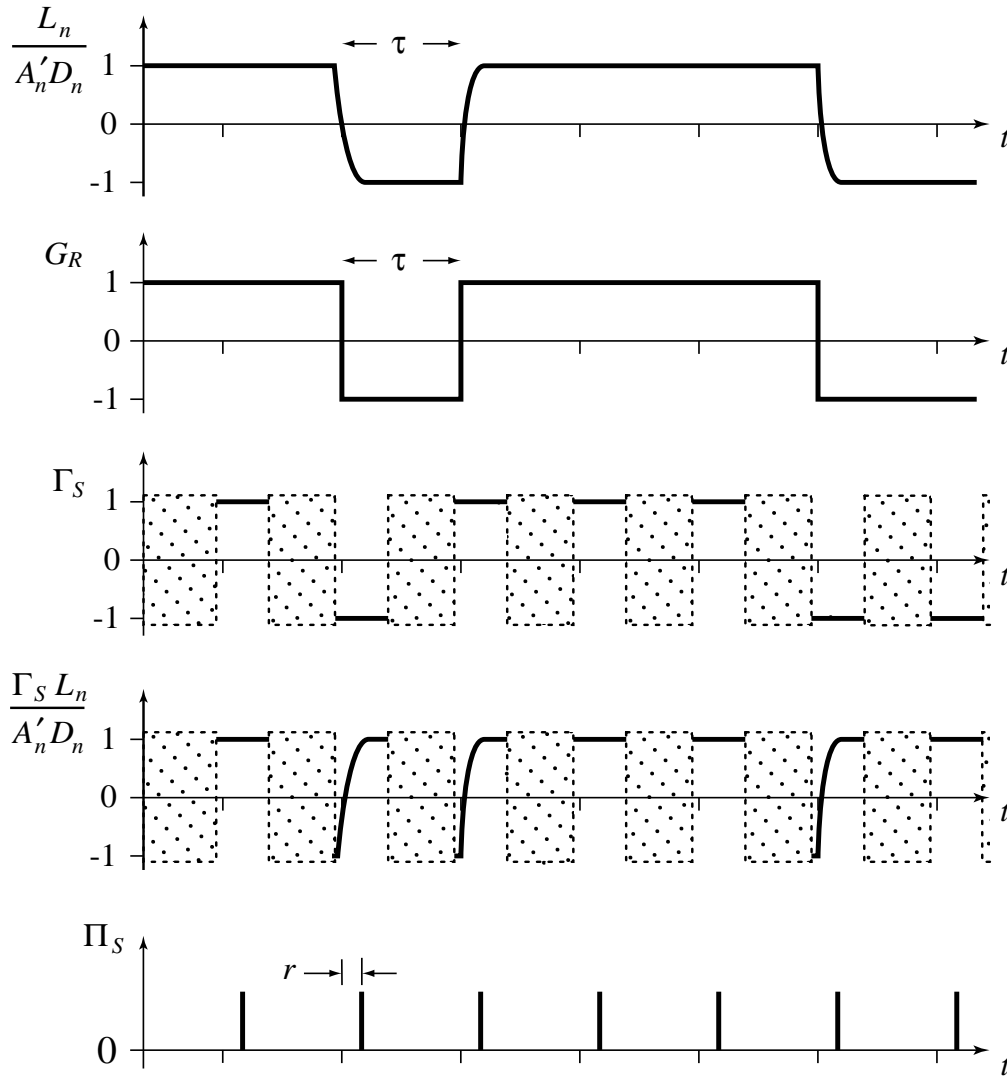 L_n
A'_n D_n
τ
1
0
-1
t
G_R
τ
1
0
-1
t
Γ_S
1
0
-1
t
Γ_S L_n
A'_n D_n
1
0
-1
t
Π_S
r
0
t